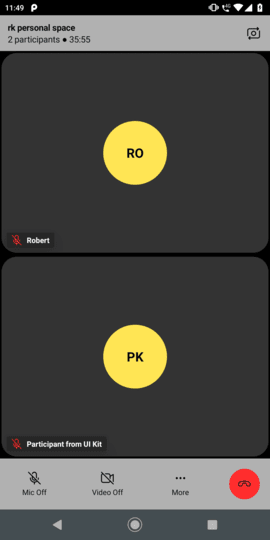 11:49
rk personal space
2 participants • 35:55
RO
Robert
PK
Participant from UI Kit
Mic Off
Video Off
More